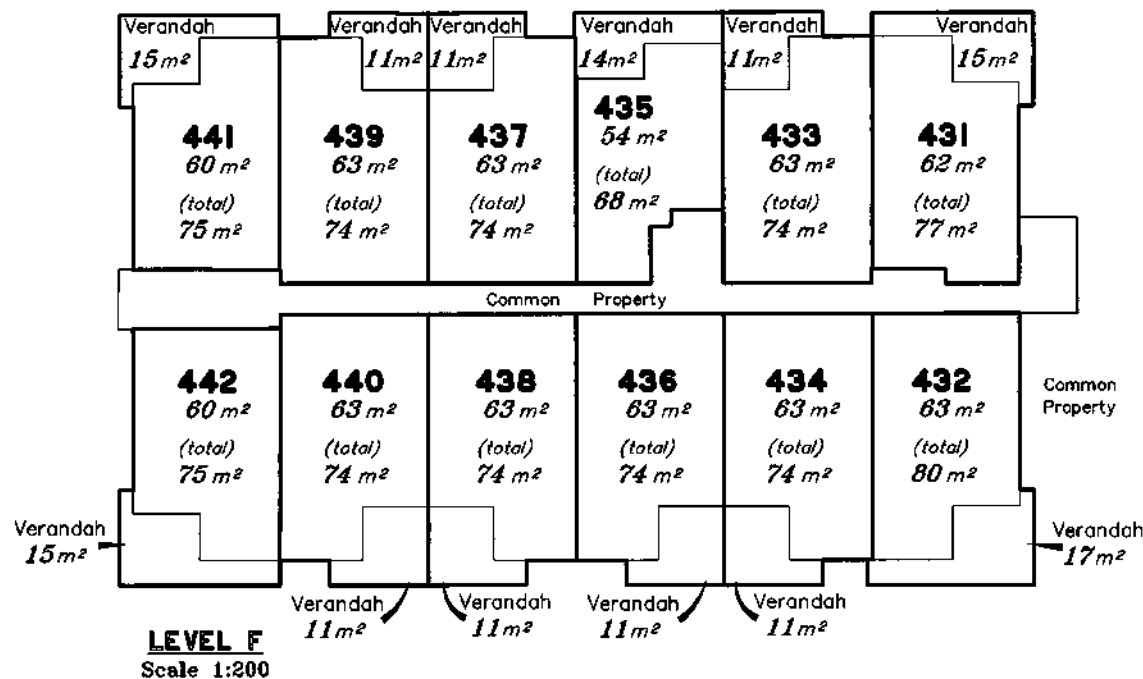 Verandah
15m²
Verandah
11m²
Verandah
11m²
14m²
Verandah
11m²
Verandah
15m²
441
60 m²
(total)
75 m²
439
63 m²
(total)
74 m²
437
63 m²
(total)
74 m²
435
54 m²
(total)
68 m²
433
63 m²
(total)
74 m²
431
62 m²
(total)
77 m²
Common Property
442
60 m²
(total)
75 m²
440
63 m²
(total)
74 m²
438
63 m²
(total)
74 m²
436
63 m²
(total)
74 m²
434
63 m²
(total)
74 m²
432
63 m²
(total)
80 m²
Common
Property
Verandah
15m²
Verandah
11m²
Verandah
11m²
Verandah
11m²
Verandah
11m²
Verandah
17m²
LEVEL F
Scale 1:200